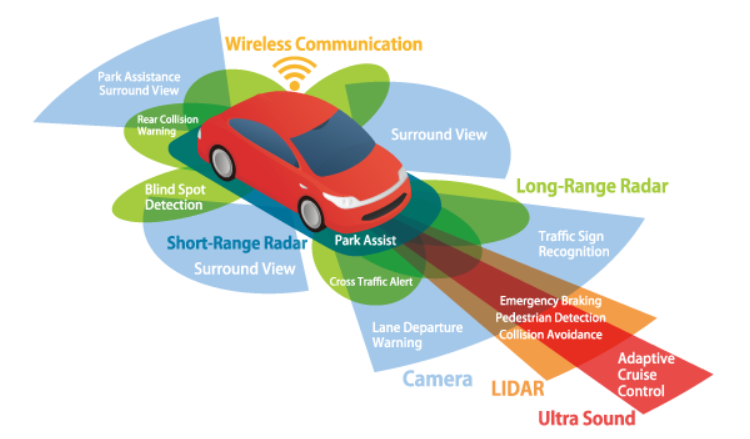 Wireless Communication
Park Assistance
Surround View
Rear Collision
Warning
Surround View
Blind Spot
Detection
Long-Range Radar
Short-Range Radar
Park Assist
Traffic Sign
Recognition
Surround View
Cross Traffic Alert
Emergency Braking
Pedestrian Detection
Collision Avoidance
Lane Departure
Warning
Adaptive
Cruise
Control
Camera
LIDAR
Ultra Sound